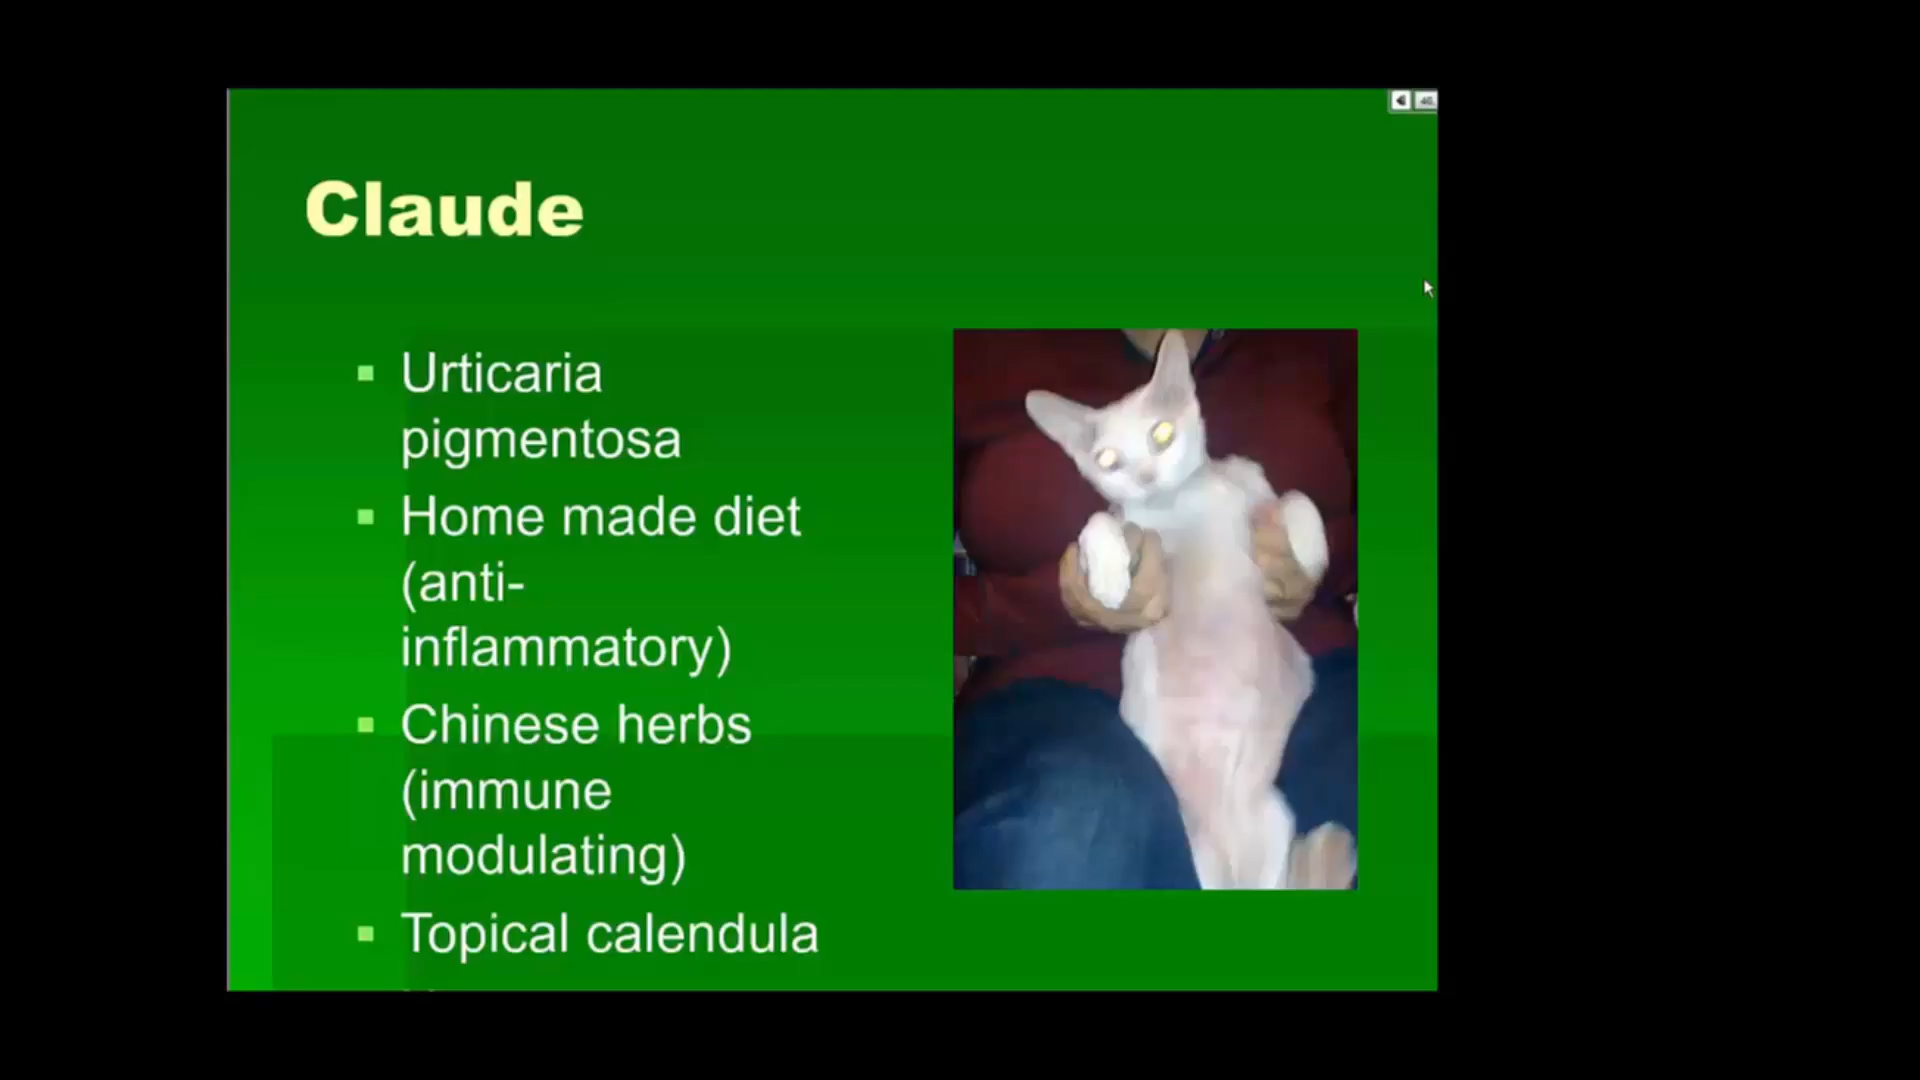 Claude
Urticaria
pigmentosa
Home made diet
(anti-
inflammatory)
Chinese herbs
(immune
modulating)
Topical calendula